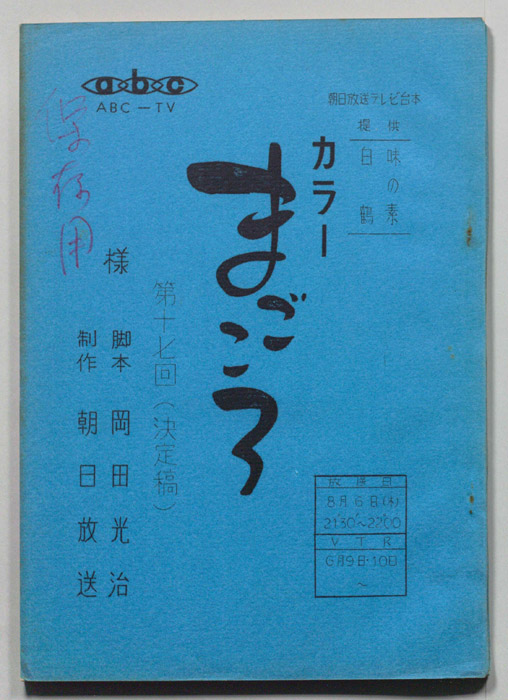 abc
ABC－TV
朝日放送テレビ台本
提供
味の素
白鶴
カラー
まごころ
第十七回（決定稿）
保存用
様
脚本　岡田光治
制作　朝日放送
放送日
8月6日(木)
21:30～22:00
VTR
6月9日・10日
～